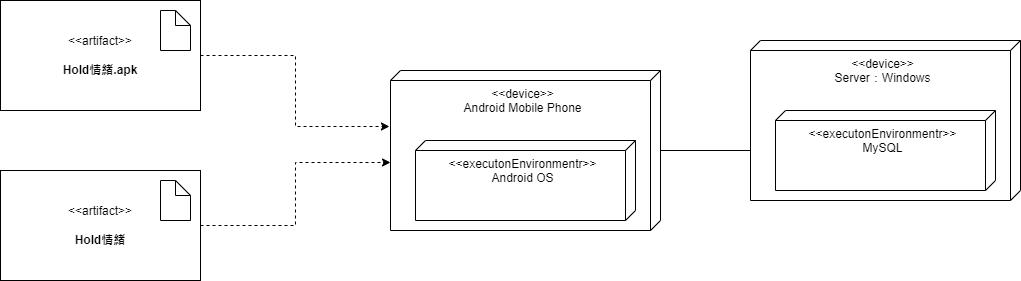 <<artifact>>
Hold情緒.apk
<<artifact>>
Hold情緒
<<device>>
Android Mobile Phone
<<executonEnvironmentr>>
Android OS
<<device>>
Server：Windows
<<executonEnvironmentr>>
MySQL